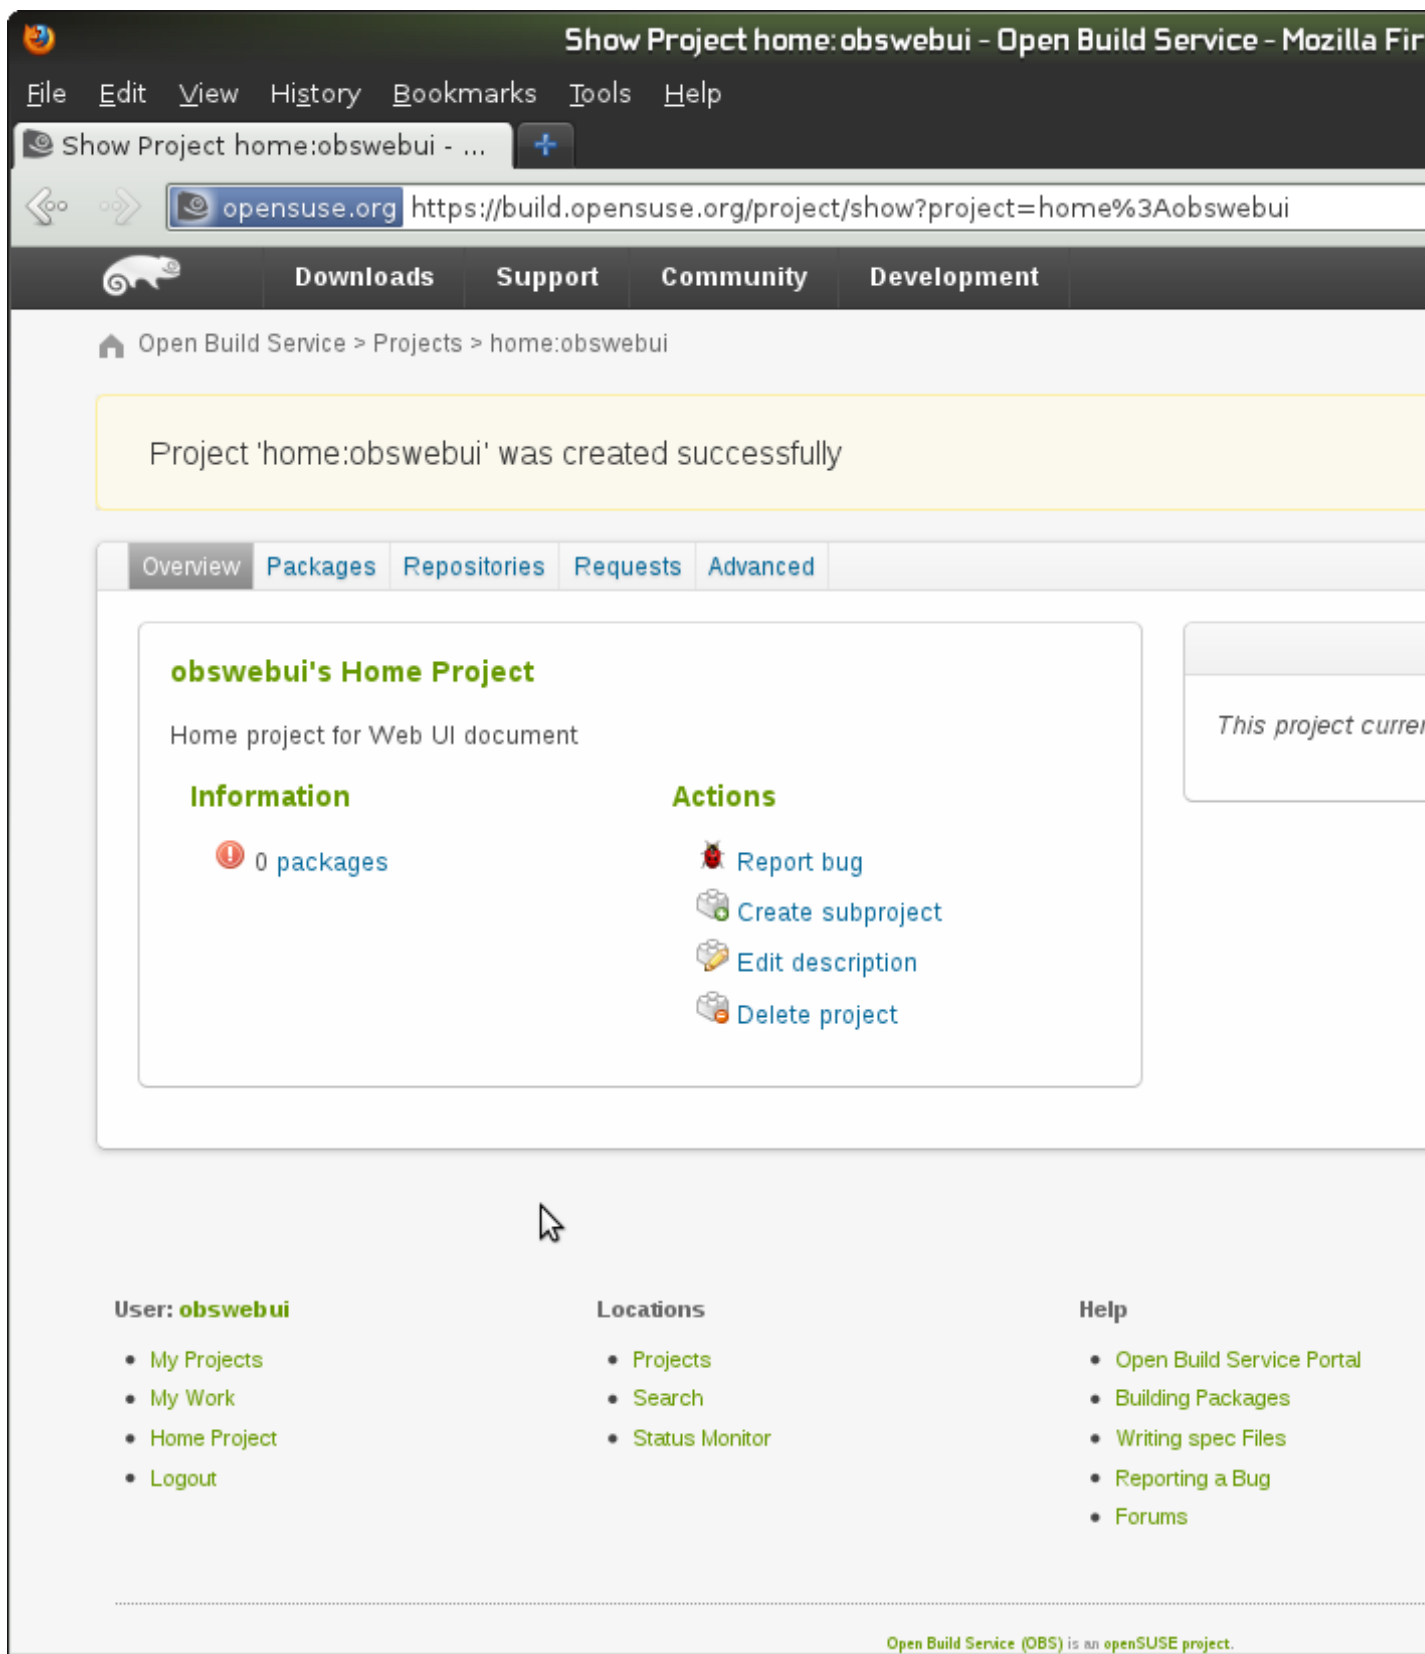 Show Project home:obswebui - Open Build Service - Mozilla Fir
File Edit View History Bookmarks Tools Help
Show Project home:obswebui - ...
opensuse.org https://build.opensuse.org/project/show?project=home%3Aobswebui
Downloads Support Community Development
Open Build Service > Projects > home:obswebui
Project 'home:obswebui' was created successfully
Overview Packages Repositories Requests Advanced
obswebui's Home Project
Home project for Web UI document
This project curren
Information
0 packages
Actions
Report bug
Create subproject
Edit description
Delete project
User: obswebui
My Projects
My Work
Home Project
Logout
Locations
Projects
Search
Status Monitor
Help
Open Build Service Portal
Building Packages
Writing spec Files
Reporting a Bug
Forums
Open Build Service (OBS) is an openSUSE project.